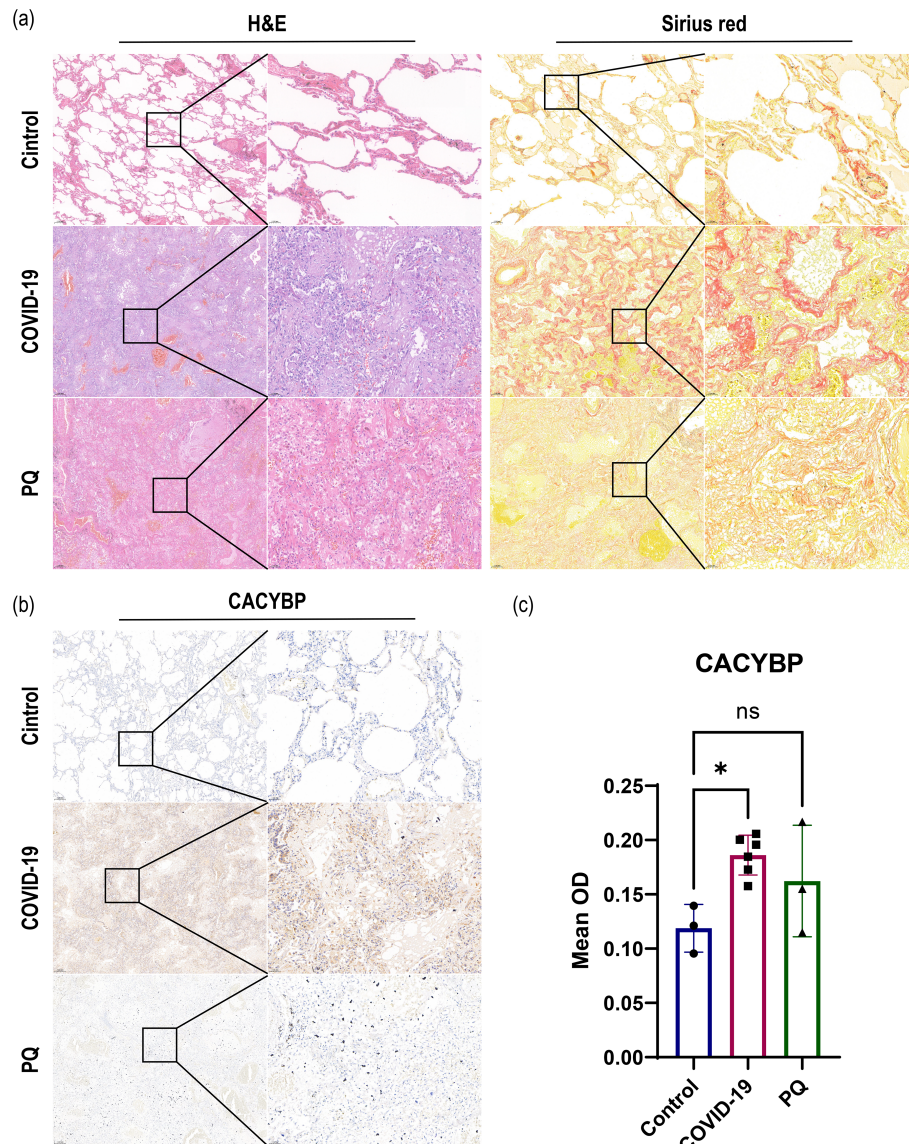 (a)
H&E
Sirius red
Cintrol
COVID-19
PQ
(b)
CACYBP
Cintrol
COVID-19
PQ
(c)
CACYBP
ns
*
0.25
0.20
0.15
0.10
0.05
0.00
Mean OD
Control
COVID-19
PQ